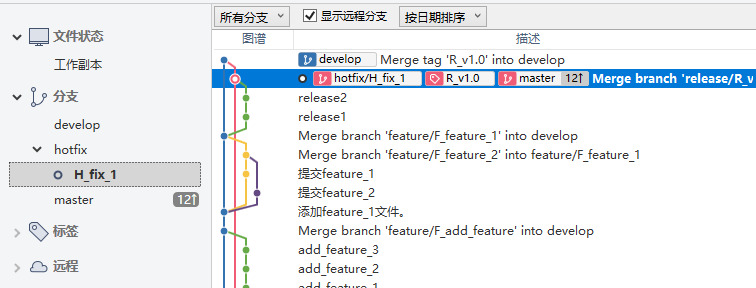 所有分支 显示远程分支 按日期排序
文件状态
工作副本
分支
develop
hotfix
H_fix_1
master 12↑
标签
远程
图谱 描述
develop Merge tag 'R_v1.0' into develop
hotfix/H_fix_1 R_v1.0 master 12↑ Merge branch 'release/R_v
release2
release1
Merge branch 'feature/F_feature_1' into develop
Merge branch 'feature/F_feature_2' into feature/F_feature_1
提交feature_1
提交feature_2
添加feature_1文件。
Merge branch 'feature/F_add_feature' into develop
add_feature_3
add_feature_2
add_feature_1